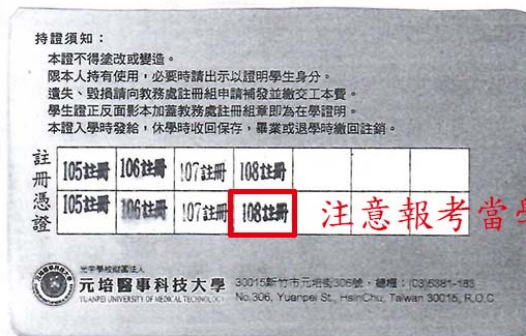 持證須知：
本證不得塗改或變造。
限本人持有使用，必要時請出示以證明學生身分。
遺失、毀損請向教務處註冊組申請補發並繳交工本費。
學生證正反面影本加蓋教務處註冊組章即為在學證明。
本證入學時發給，休學時收回保存，畢業或退學時繳回註銷。
註冊憑證
105註冊 106註冊 107註冊 108註冊
105註冊 106註冊 107註冊 108註冊 注意報考當學
光宇學校財團法人
元培醫事科技大學 30015新竹市元培街306號，總機：(03)5381-183
YUANPEI UNIVERSITY OF MEDICAL TECHNOLOGY No.306, Yuanpei St., HsinChu, Taiwan 30015, R.O.C